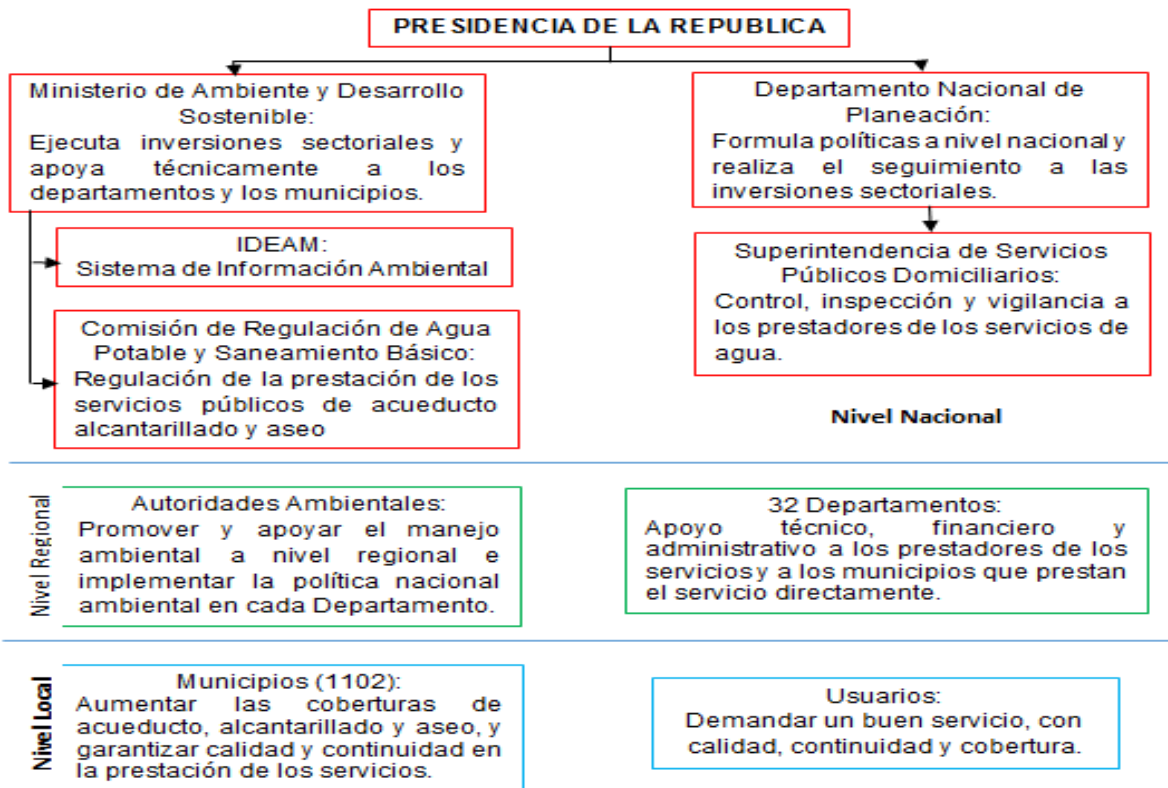 PRESIDENCIA DE LA REPUBLICA
Ministerio de Ambiente y Desarrollo
Sostenible:
Ejecuta inversiones sectoriales y
apoya técnicamente a los
departamentos y los municipios.
Departamento Nacional de
Planeación:
Formula políticas a nivel nacional y
realiza el seguimiento a las
inversiones sectoriales.
IDEAM:
Sistema de Información Ambiental
Superintendencia de Servicios
Públicos Domiciliarios:
Control, inspección y vigilancia a
los prestadores de los servicios de
agua.
Comisión de Regulación de Agua
Potable y Saneamiento Básico:
Regulación de la prestación de los
servicios públicos de acueducto
alcantarillado y aseo
Nivel Nacional
Nivel Regional
Autoridades Ambientales:
Promover y apoyar el manejo
ambiental a nivel regional e
implementar la política nacional
ambiental en cada Departamento.
32 Departamentos:
Apoyo técnico, financiero y
administrativo a los prestadores de los
servicios y a los municipios que prestan
el servicio directamente.
Nivel Local
Municipios (1102):
Aumentar las coberturas de
acueducto, alcantarillado y aseo, y
garantizar calidad y continuidad en
la prestación de los servicios.
Usuarios:
Demandar un buen servicio, con
calidad, continuidad y cobertura.